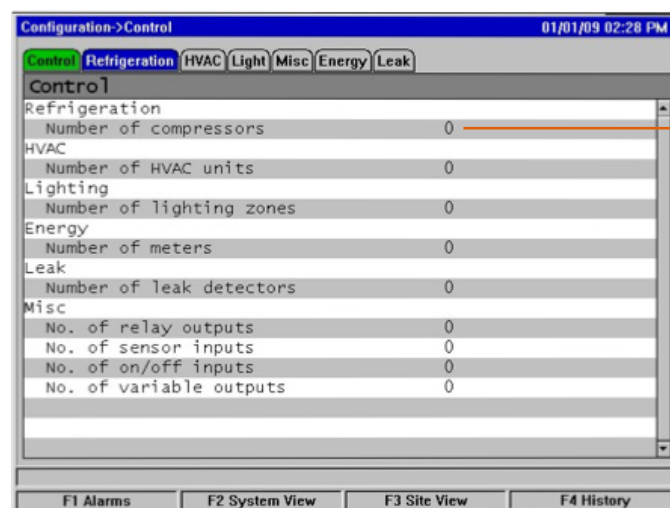 Configuration->Control 01/01/09 02:28 PM
Control Refrigeration HVAC Light Misc Energy Leak
Control
Refrigeration
Number of compressors 0
HVAC
Number of HVAC units 0
Lighting
Number of lighting zones 0
Energy
Number of meters 0
Leak
Number of leak detectors 0
Misc
No. of relay outputs 0
No. of sensor inputs 0
No. of on/off inputs 0
No. of variable outputs 0
F1 Alarms F2 System View F3 Site View F4 History